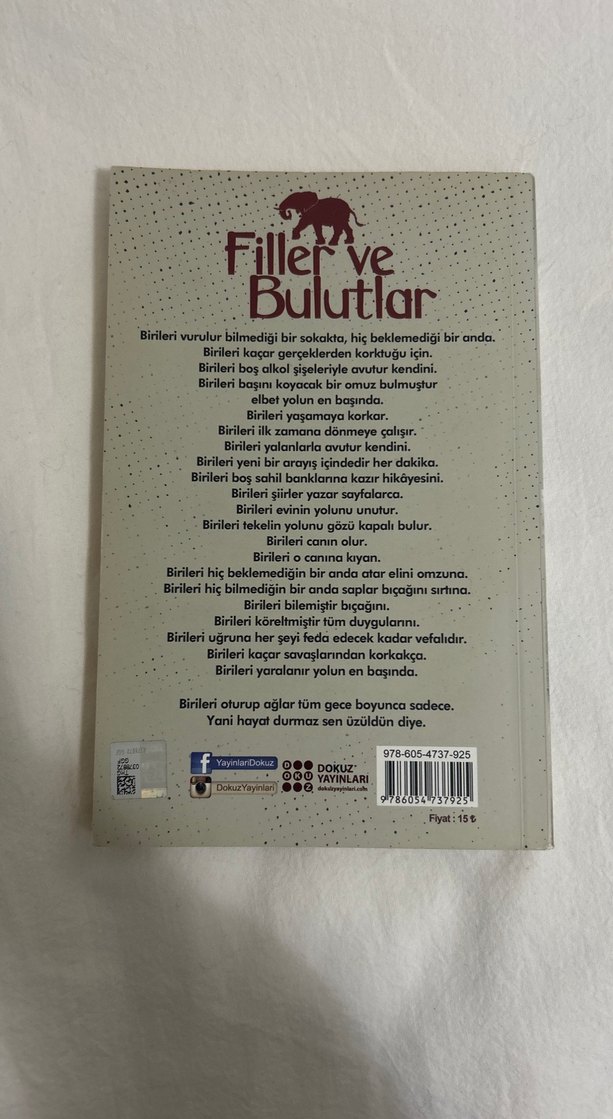 Filler ve
Bulutlar
Birileri vurulur bilmediği bir sokakta, hiç beklemediği bir anda.
Birileri kaçar gerçeklerden korktuğu için.
Birileri boş alkol şişeleriyle avutur kendini.
Birileri başını koyacak bir omuz bulmuştur
elbet yolun en başında.
Birileri yaşamaya korkar.
Birileri ilk zamana dönmeye çalışır.
Birileri yalanlarla avutur kendini.
Birileri yeni bir arayış içindedir her dakika.
Birileri boş sahil banklarına kazır hikâyesini.
Birileri şiirler yazar sayfalarca.
Birileri evinin yolunu unutur.
Birileri tekelin yolunu gözü kapalı bulur.
Birileri canın olur.
Birileri o canına kıyan.
Birileri hiç beklemediğin bir anda atar elini omzuna.
Birileri hiç bilmediğin bir anda saplar bıçağını sırtına.
Birileri bilemiştir bıçağını.
Birileri köreltmiştir tüm duygularını.
Birileri uğruna her şeyi feda edecek kadar vefalıdır.
Birileri kaçar savaşlarından korkakça.
Birileri yaralanır yolun en başında.
Birileri oturup ağlar tüm gece boyunca sadece.
Yani hayat durmaz sen üzüldün diye.
f YayinlariDokuz
DokuzYayinlari
DOKUZ
DOKUZ
YAYINLARI
dokuzyayinlari.com
978-605-4737-925
9 786054 737925
Fiyat : 15 ₺